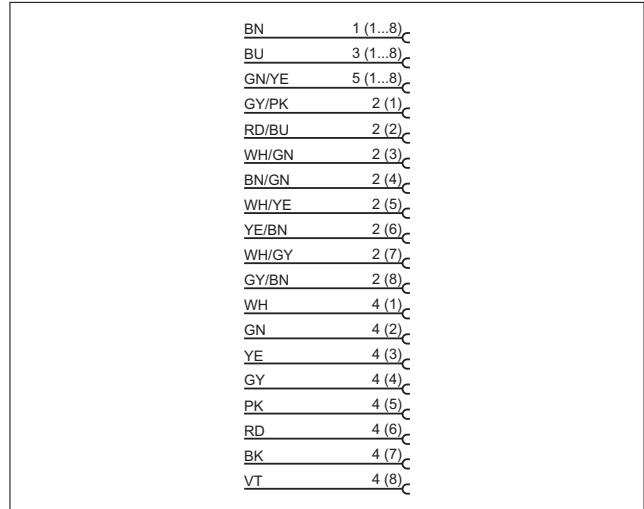 BN 1 (1...8)
BU 3 (1...8)
GN/YE 5 (1...8)
GY/PK 2 (1)
RD/BU 2 (2)
WH/GN 2 (3)
BN/GN 2 (4)
WH/YE 2 (5)
YE/BN 2 (6)
WH/GY 2 (7)
GY/BN 2 (8)
WH 4 (1)
GN 4 (2)
YE 4 (3)
GY 4 (4)
PK 4 (5)
RD 4 (6)
BK 4 (7)
VT 4 (8)